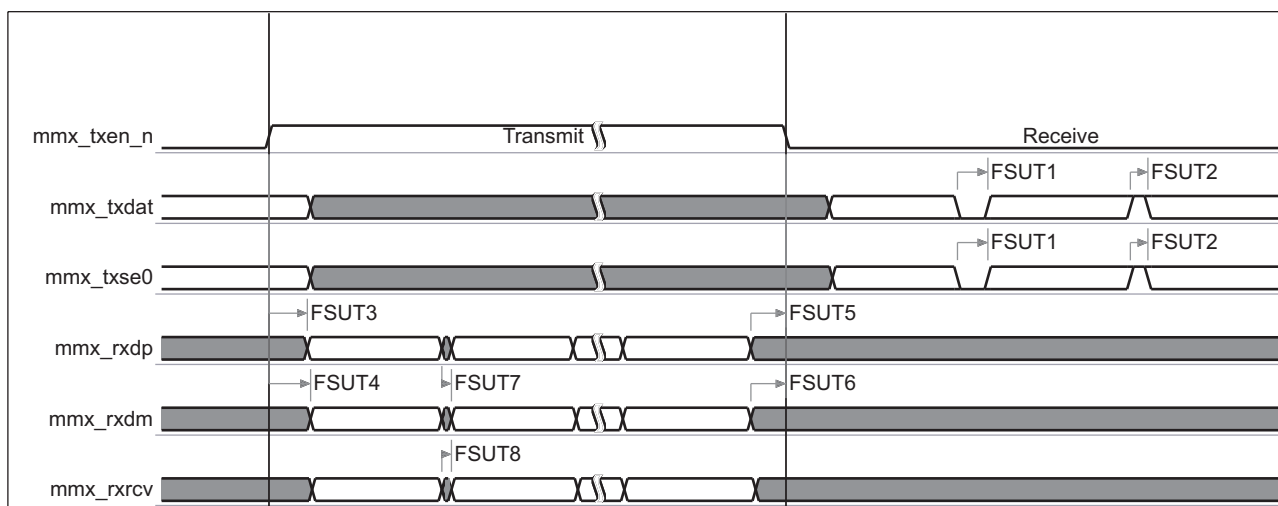 mmx_txen_n Transmit Receive
FSUT1 FSUT2
mmx_txdat
FSUT1 FSUT2
mmx_txse0
FSUT3 FSUT5
mmx_rxdp
FSUT4 FSUT7 FSUT6
mmx_rxdm
FSUT8
mmx_rxrcv